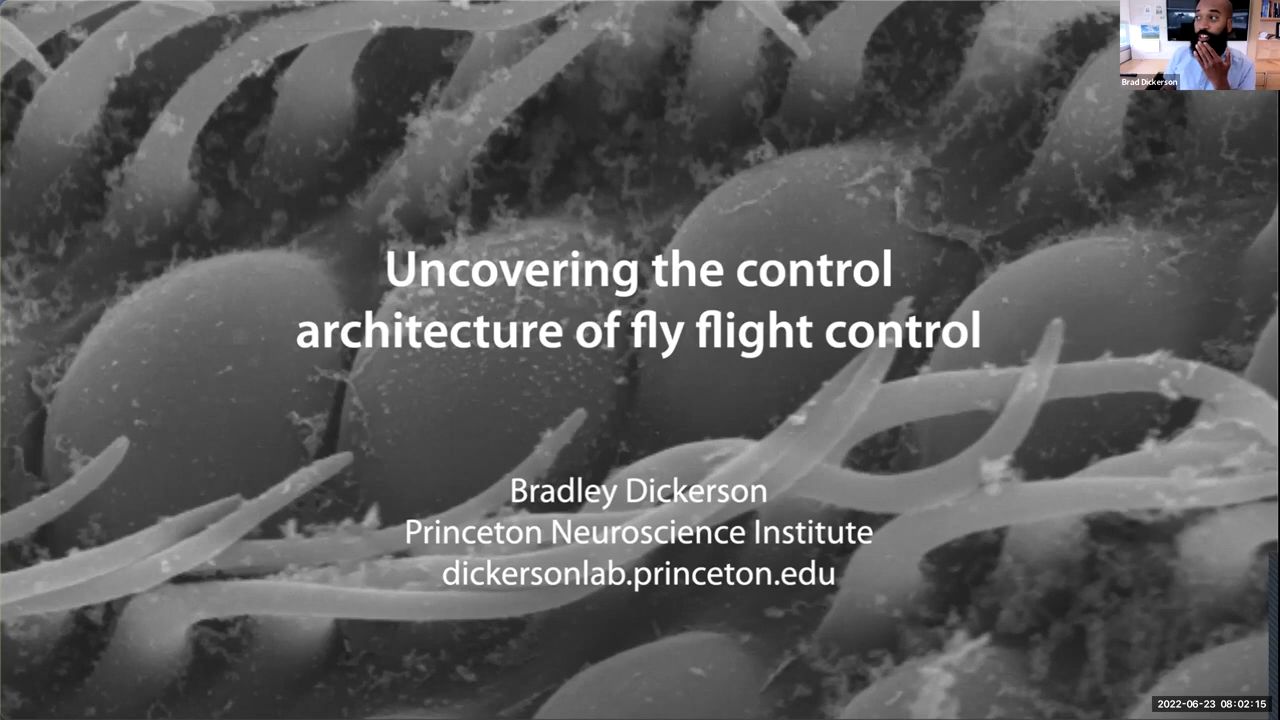 Brad Dickerson
Uncovering the control
architecture of fly flight control
Bradley Dickerson
Princeton Neuroscience Institute
dickersonlab.princeton.edu
2022-06-23 08:02:15